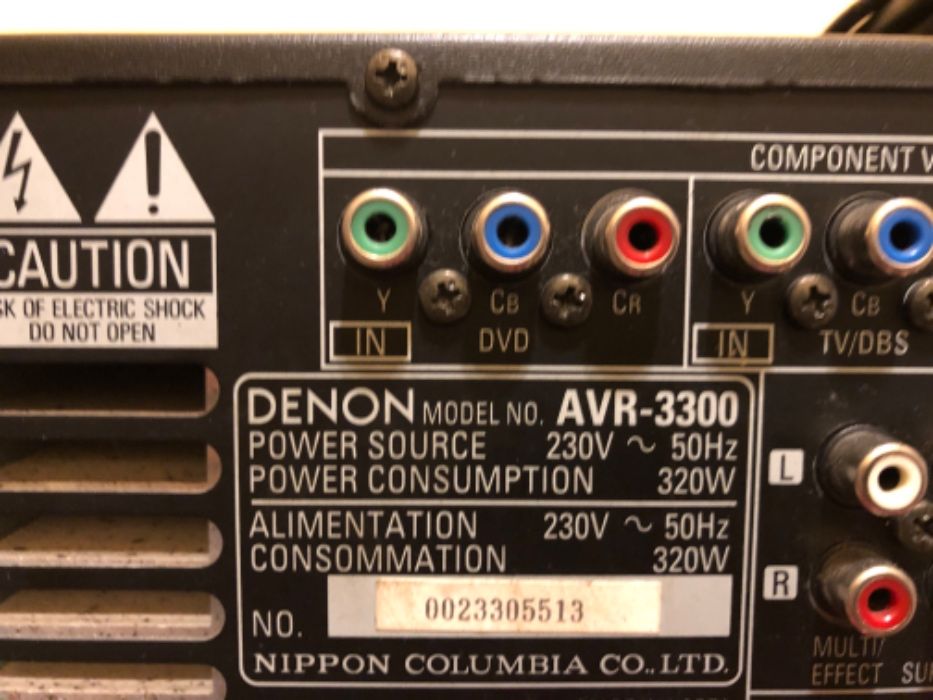 COMPONENT V
CAUTION
SK OF ELECTRIC SHOCK
DO NOT OPEN
Y CB CR
IN DVD
Y CB
IN TV/DBS
DENON MODEL NO. AVR-3300
POWER SOURCE 230V ~ 50Hz
POWER CONSUMPTION 320W
ALIMENTATION 230V ~ 50Hz
CONSOMMATION 320W
NO. 0023305513
NIPPON COLUMBIA CO.,LTD.
L
R
MULTI/
EFFECT SU